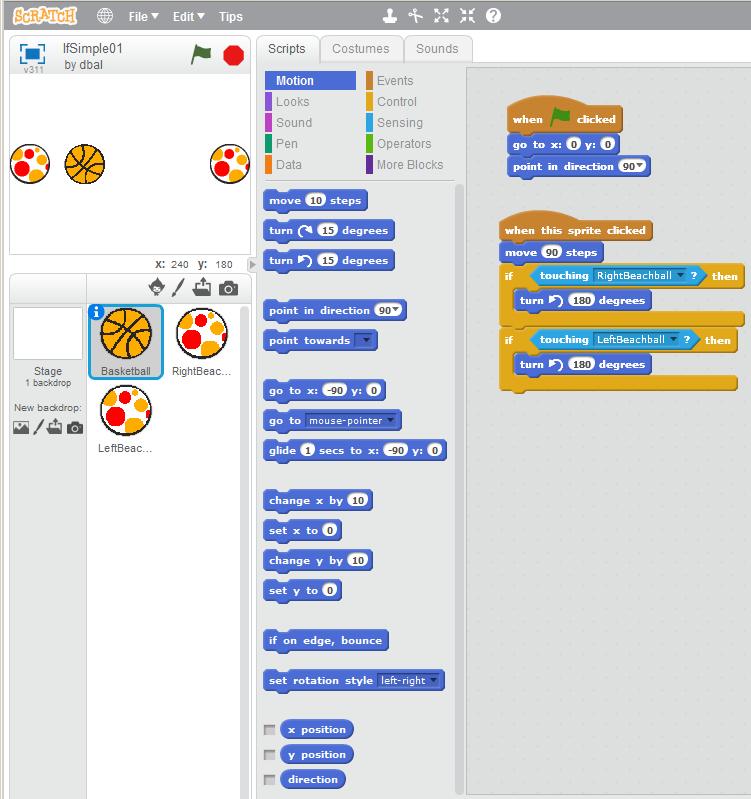 SCRATCH File Edit Tips
IfSimple01
by dbal
v311
x: 240 y: 180
Stage
1 backdrop
New backdrop:
Basketball
RightBeac...
LeftBeac...
Scripts Costumes Sounds
Motion Events
Looks Control
Sound Sensing
Pen Operators
Data More Blocks
move 10 steps
turn 15 degrees
turn 15 degrees
point in direction 90
point towards
go to x: -90 y: 0
go to mouse-pointer
glide 1 secs to x: -90 y: 0
change x by 10
set x to 0
change y by 10
set y to 0
if on edge, bounce
set rotation style left-right
x position
y position
direction
when clicked
go to x: 0 y: 0
point in direction 90
when this sprite clicked
move 90 steps
if touching RightBeachball ? then
turn 180 degrees
if touching LeftBeachball ? then
turn 180 degrees